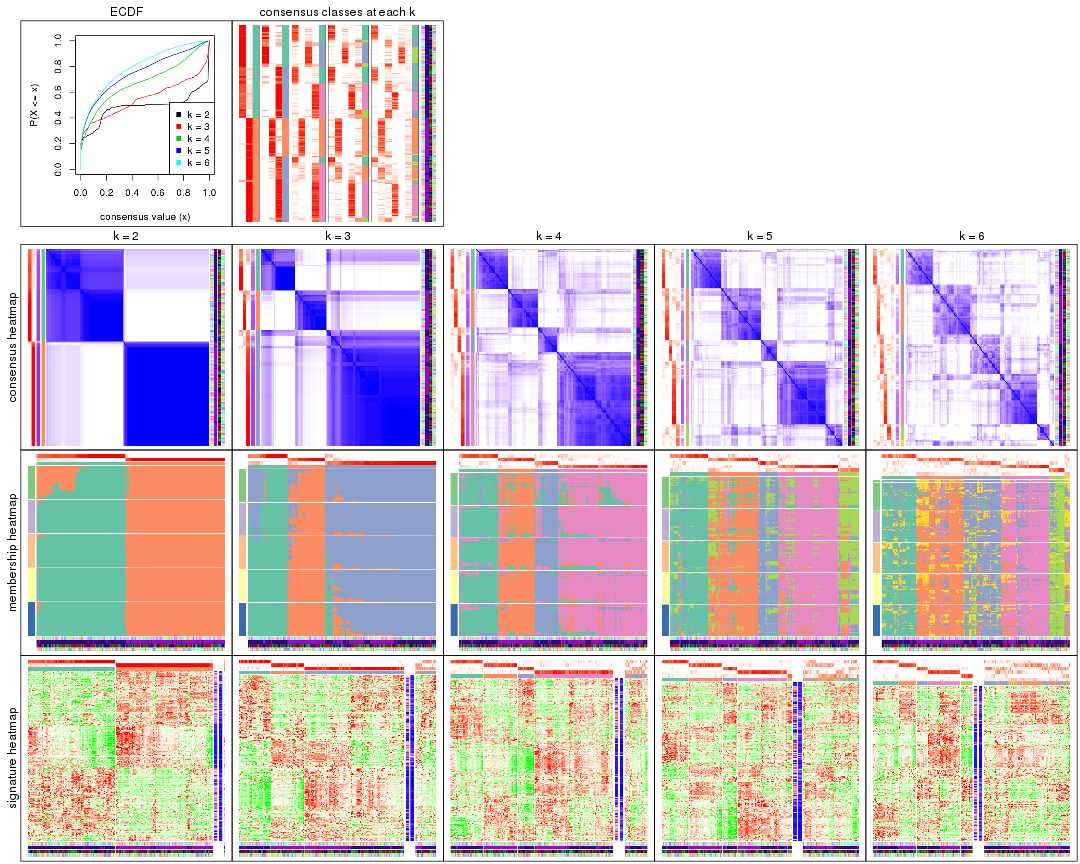 ECDF
consensus classes at each k
P(X <= x)
0.0 0.2 0.4 0.6 0.8 1.0
k = 2
k = 3
k = 4
k = 5
k = 6
0.0 0.2 0.4 0.6 0.8 1.0
consensus value (x)
k = 2
k = 3
k = 4
k = 5
k = 6
consensus heatmap
membership heatmap
signature heatmap